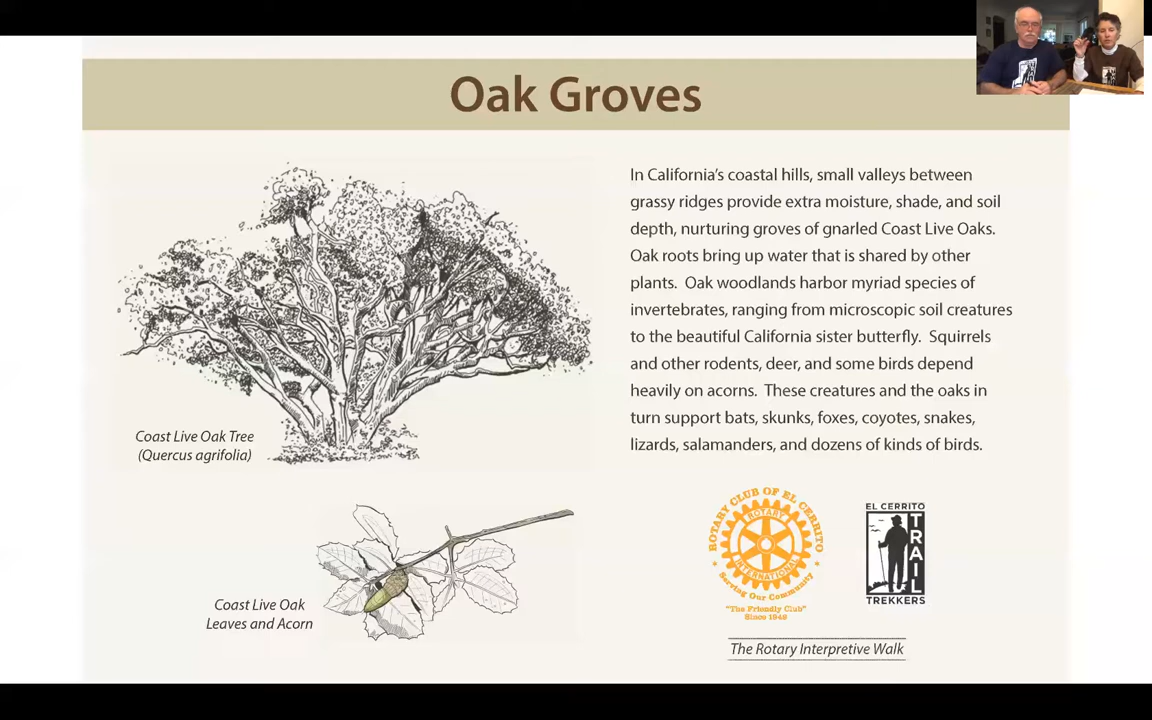 Oak Groves
In California's coastal hills, small valleys between
grassy ridges provide extra moisture, shade, and soil
depth, nurturing groves of gnarled Coast Live Oaks.
Oak roots bring up water that is shared by other
plants.  Oak woodlands harbor myriad species of
invertebrates, ranging from microscopic soil creatures
to the beautiful California sister butterfly.  Squirrels
and other rodents, deer, and some birds depend
heavily on acorns.  These creatures and the oaks in
turn support bats, skunks, foxes, coyotes, snakes,
lizards, salamanders, and dozens of kinds of birds.
Coast Live Oak Tree
(Quercus agrifolia)
Coast Live Oak
Leaves and Acorn
ROTARY CLUB OF EL CERRITO
ROTARY
INTERNATIONAL
Serving Our Community
"The Friendly Club"
Since 1949
EL CERRITO
TRAIL
TREKKERS
The Rotary Interpretive Walk